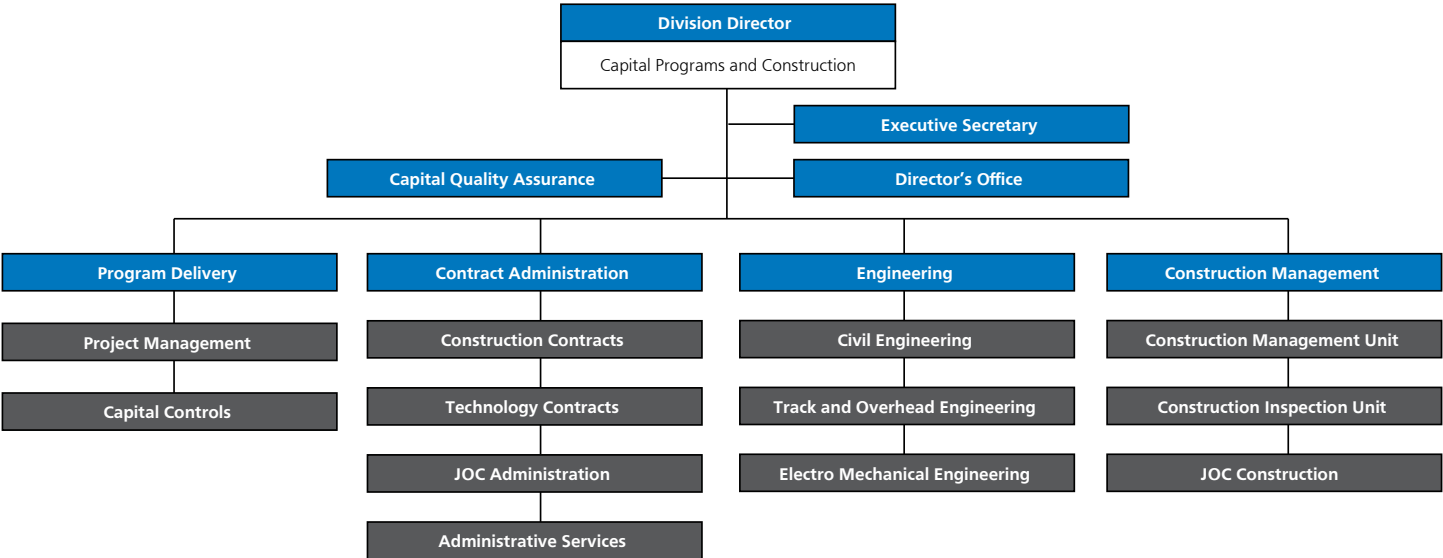 Division Director
Capital Programs and Construction
Executive Secretary
Capital Quality Assurance
Director’s Office
Program Delivery
Contract Administration
Engineering
Construction Management
Project Management
Construction Contracts
Civil Engineering
Construction Management Unit
Capital Controls
Technology Contracts
Track and Overhead Engineering
Construction Inspection Unit
JOC Administration
Electro Mechanical Engineering
JOC Construction
Administrative Services